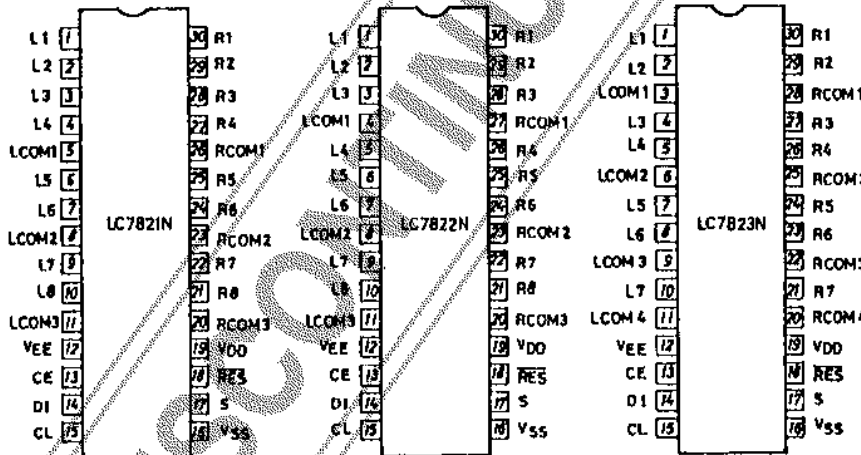 L1 1 30 R1 L1 1 30 R1 L1 1 30 R1
L2 2 29 R2 L2 2 29 R2 L2 2 29 R2
L3 3 28 R3 L3 3 28 R3 LCOM1 3 28 RCOM1
L4 4 27 R4 LCOM1 4 27 RCOM1 L3 4 27 R3
LCOM1 5 26 RCOM1 L4 5 26 R4 L4 5 26 R4
L5 6 25 R5 L5 6 25 R5 LCOM2 6 25
L6 7 24 R6 L6 7 24 R6 L5 7 24 R5
LC7821N LC7822N LC7823N
LCOM2 8 23 RCOM2 LCOM2 8 23 RCOM2 L6 8 23 R6
L7 9 22 R7 L7 9 22 R7 LCOM3 9 22 RCOM3
L8 10 21 R8 L8 10 21 R8 L7 10 21 R7
LCOM3 11 20 RCOM3 LCOM3 11 20 RCOM3 LCOM4 11 20 RCOM4
VEE 12 19 VDD VEE 12 19 VDD VEE 12 19 VDD
CE 13 18 RES CE 13 18 RES CE 13 18 RES
DI 14 17 S DI 14 17 S DI 14 17 S
CL 15 16 VSS CL 15 16 VSS CL 15 16 VSS